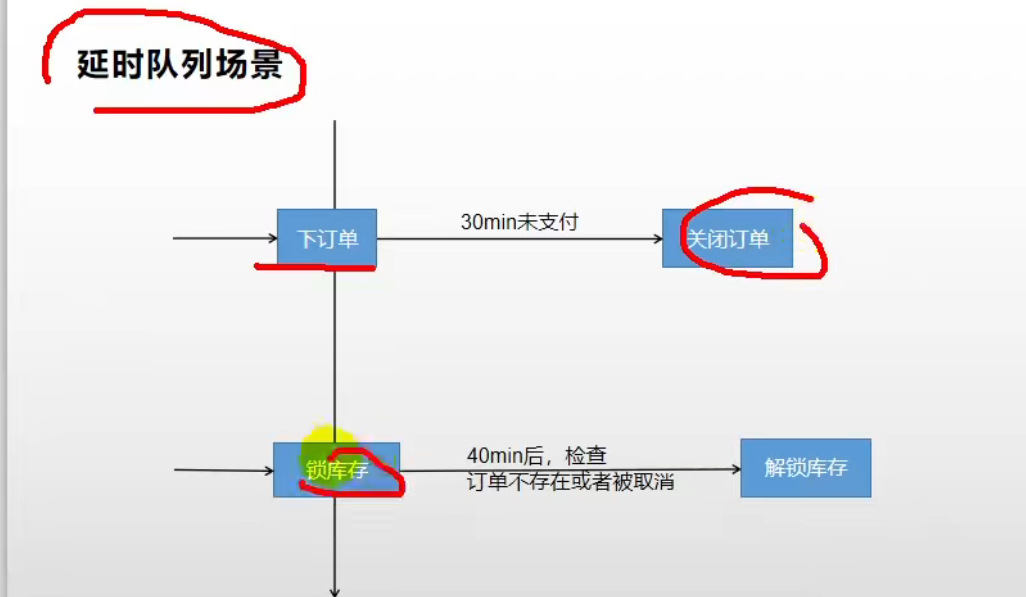 延时队列场景
下订单
30min未支付
关闭订单
锁库存
40min后，检查
订单不存在或者被取消
解锁库存